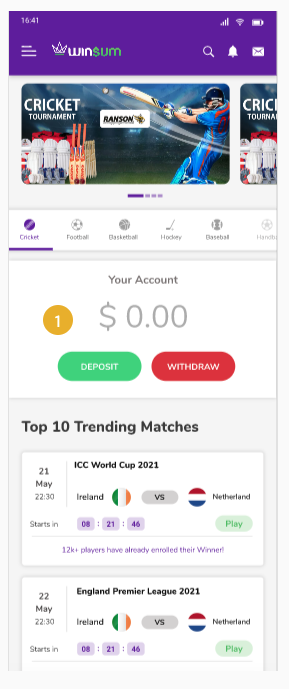 16:41
WINSUM
CRICKET
TOURNAMENT
RANSON
CRICK
TOURNAM
Cricket
Football
Basketball
Hockey
Baseball
Handba
Your Account
1
$ 0.00
DEPOSIT
WITHDRAW
Top 10 Trending Matches
ICC World Cup 2021
21
May
22:30
Ireland
VS
Netherland
Starts in
08 : 21 : 46
Play
12k+ players have already enrolled their Winner!
England Premier League 2021
22
May
22:30
Ireland
VS
Netherland
Starts in
08 : 21 : 46
Play